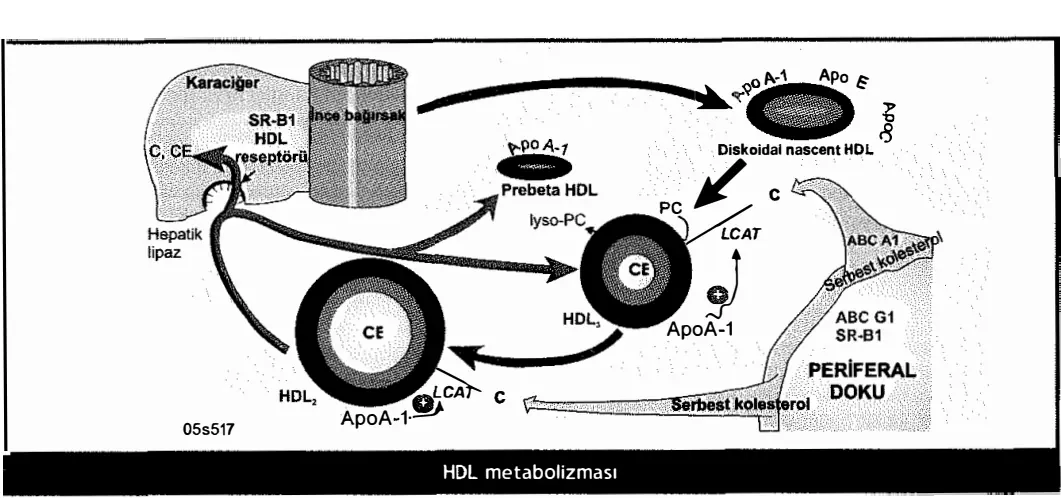 Karaciğer
SR-B1
HDL
reseptörü
C, CE
Hepatik
lipaz
İnce bağırsak
Apo A-1
Apo E
ApoC
Diskoidal nascent HDL
Apo A-1
Prebeta HDL
lyso-PC
PC
C
LCAT
CE
HDL3
ApoA-1
CE
HDL2
LCAT
C
ApoA-1
ABC A1
Serbest kolesterol
ABC G1
SR-B1
PERİFERAL
DOKU
Serbest kolesterol
05s517
HDL metabolizması